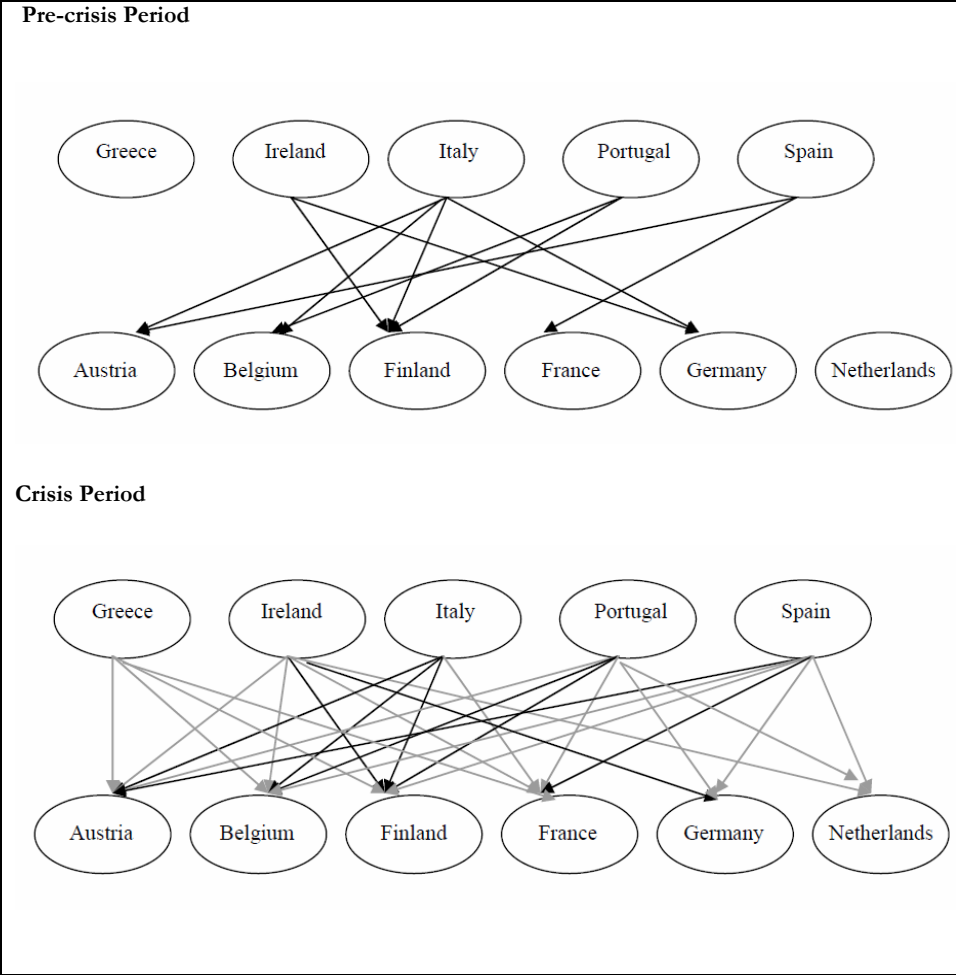 Pre-crisis Period
Greece Ireland Italy Portugal Spain
Austria Belgium Finland France Germany Netherlands
Crisis Period
Greece Ireland Italy Portugal Spain
Austria Belgium Finland France Germany Netherlands